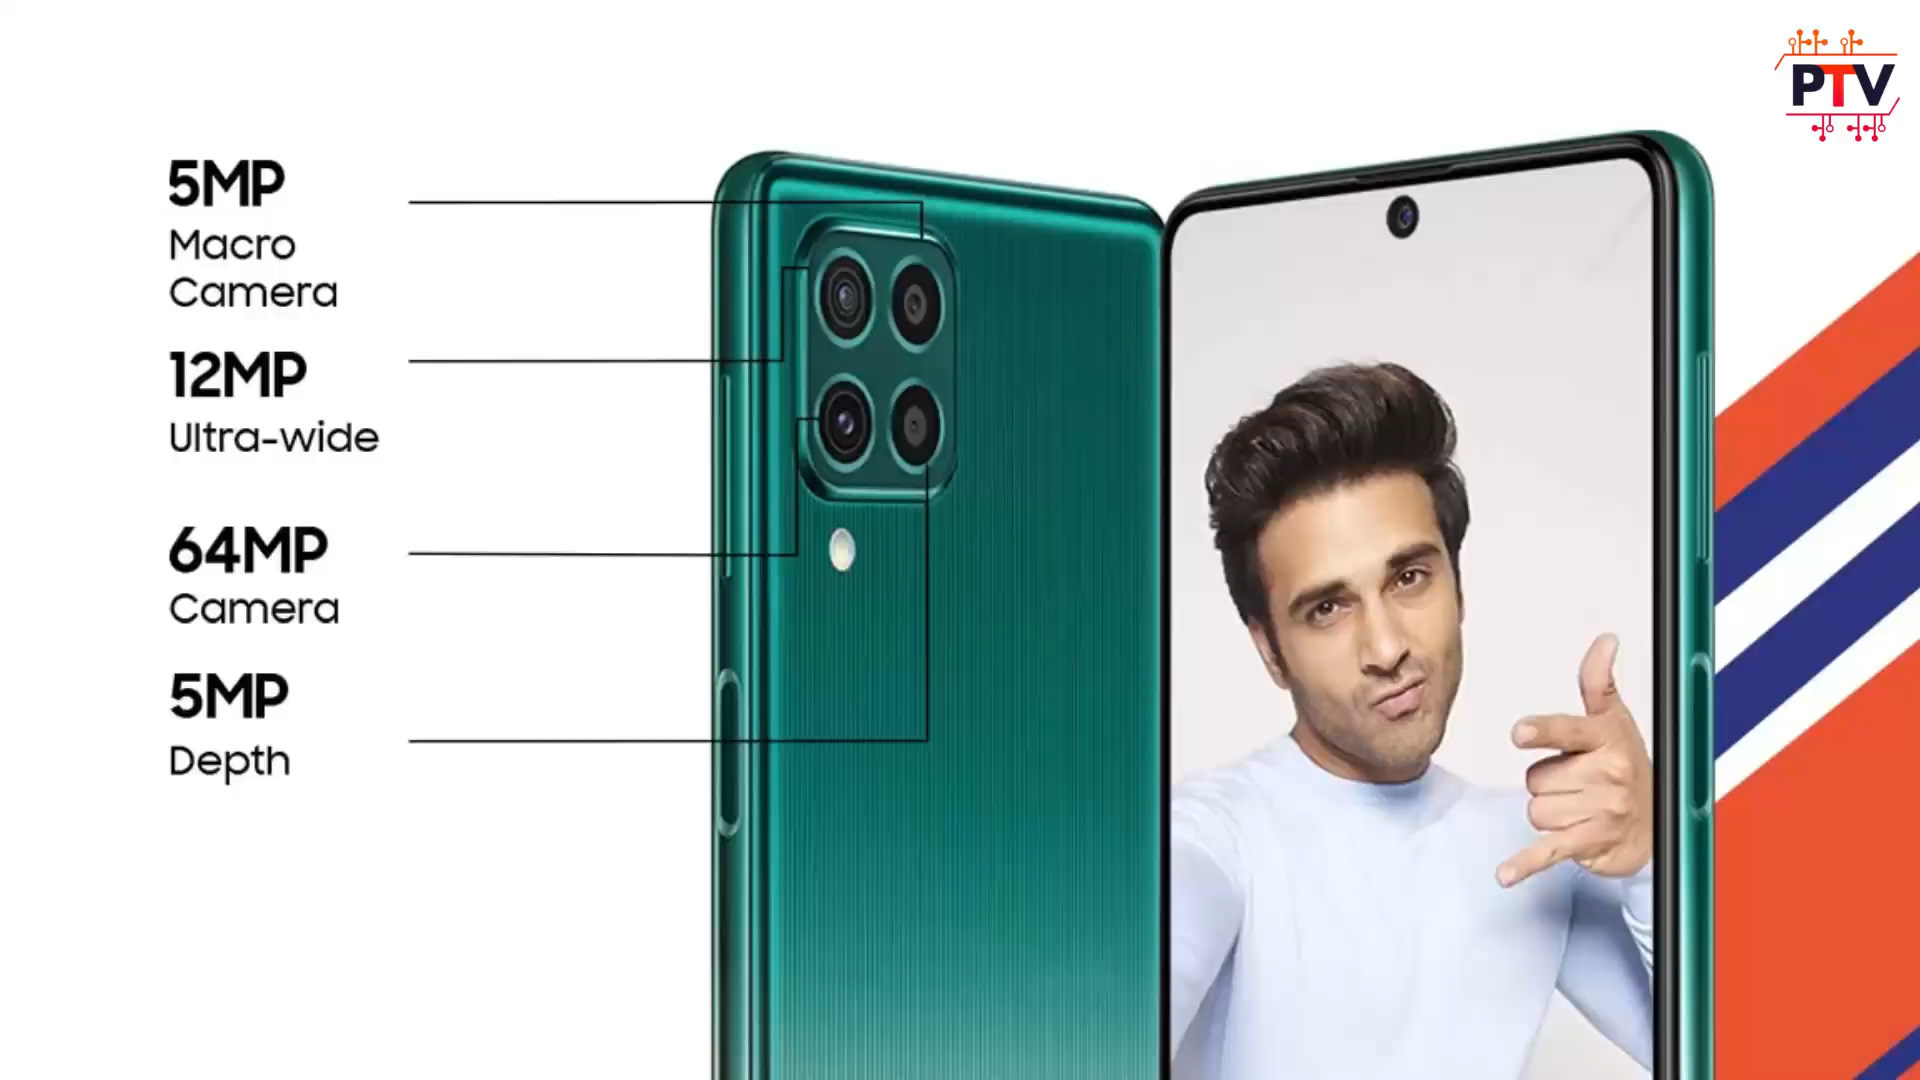 PTV
5MP
Macro
Camera
12MP
Ultra-wide
64MP
Camera
5MP
Depth